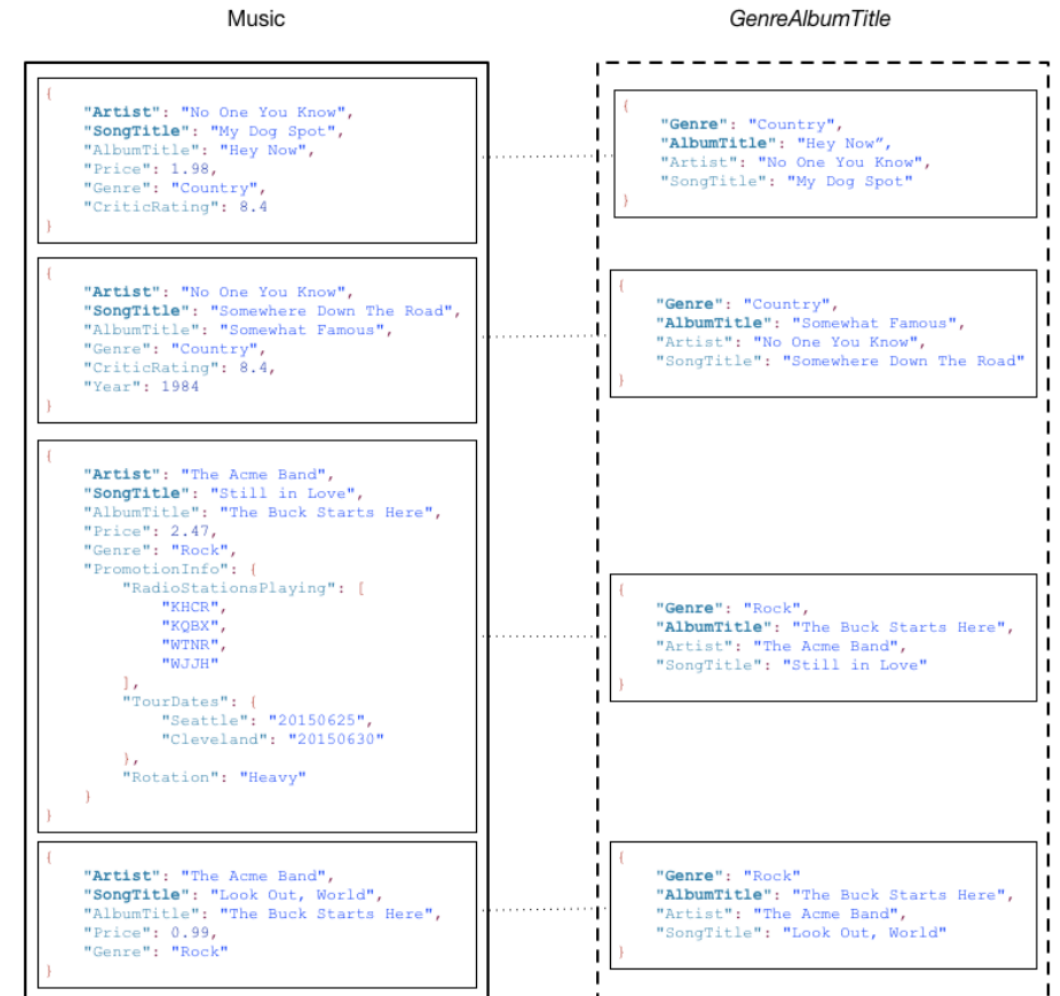 Music
{
"Artist": "No One You Know",
"SongTitle": "My Dog Spot",
"AlbumTitle": "Hey Now",
"Price": 1.98,
"Genre": "Country",
"CriticRating": 8.4
}
{
"Artist": "No One You Know",
"SongTitle": "Somewhere Down The Road",
"AlbumTitle": "Somewhat Famous",
"Genre": "Country",
"CriticRating": 8.4,
"Year": 1984
}
{
"Artist": "The Acme Band",
"SongTitle": "Still in Love",
"AlbumTitle": "The Buck Starts Here",
"Price": 2.47,
"Genre": "Rock",
"PromotionInfo": {
"RadioStationsPlaying": [
"KHCR",
"KQBX",
"WTNR",
"WJJH"
],
"TourDates": {
"Seattle": "20150625",
"Cleveland": "20150630"
},
"Rotation": "Heavy"
}
}
{
"Artist": "The Acme Band",
"SongTitle": "Look Out, World",
"AlbumTitle": "The Buck Starts Here",
"Price": 0.99,
"Genre": "Rock"
}
GenreAlbumTitle
{
"Genre": "Country",
"AlbumTitle": "Hey Now”,
"Artist": "No One You Know",
"SongTitle": "My Dog Spot"
}
{
"Genre": "Country",
"AlbumTitle": "Somewhat Famous",
"Artist": "No One You Know",
"SongTitle": "Somewhere Down The Road"
}
{
"Genre": "Rock",
"AlbumTitle": "The Buck Starts Here",
"Artist": "The Acme Band",
"SongTitle": "Still in Love"
}
{
"Genre": "Rock"
"AlbumTitle": "The Buck Starts Here",
"Artist": "The Acme Band",
"SongTitle": "Look Out, World"
}